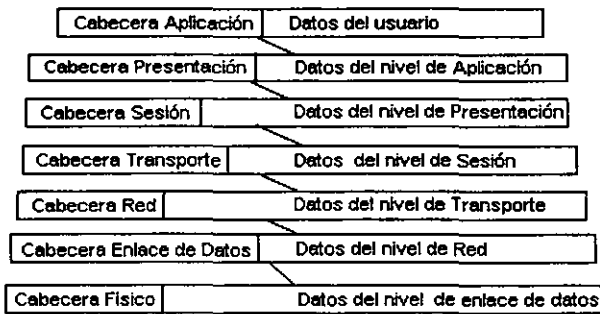 Cabecera Aplicación Datos del usuario
Cabecera Presentación Datos del nivel de Aplicación
Cabecera Sesión Datos del nivel de Presentación
Cabecera Transporte Datos del nivel de Sesión
Cabecera Red Datos del nivel de Transporte
Cabecera Enlace de Datos Datos del nivel de Red
Cabecera Físico Datos del nivel de enlace de datos